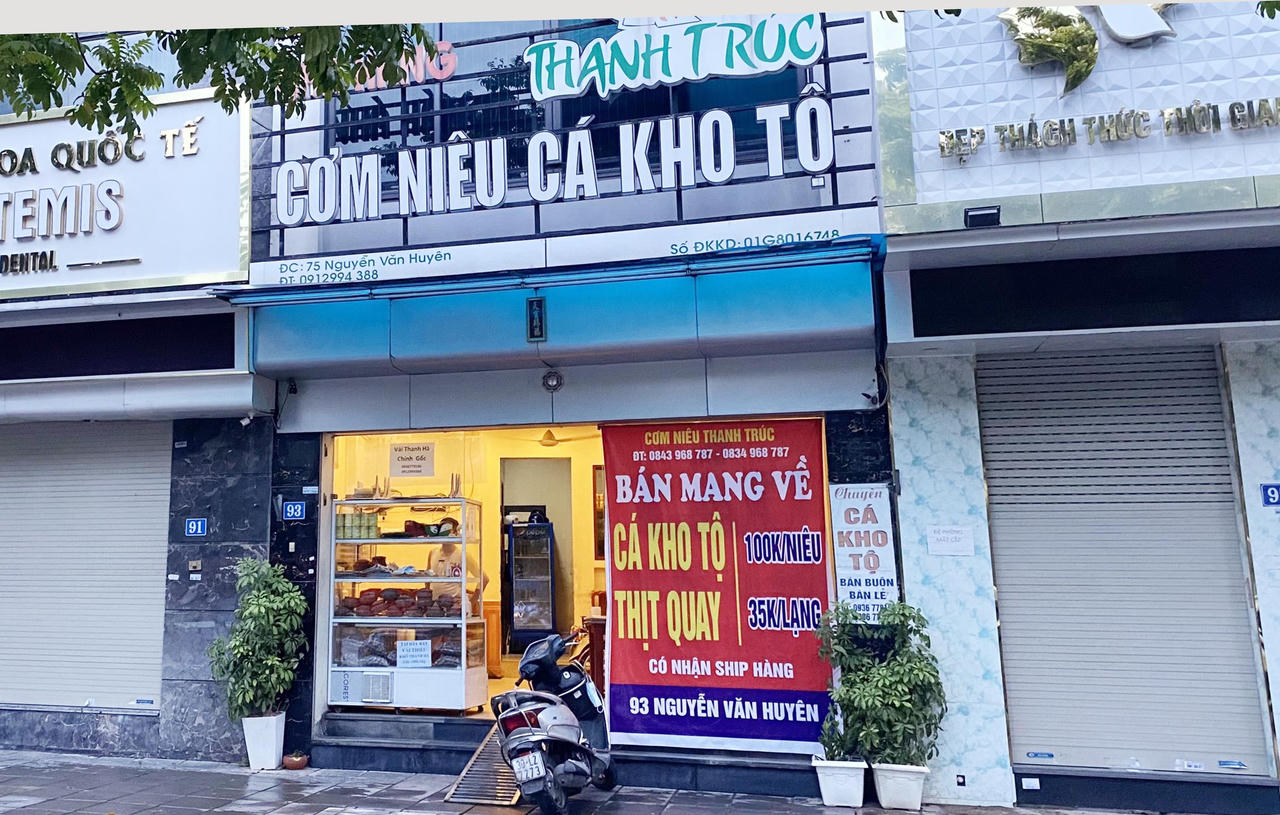 THANH TRÚC
CƠM NIÊU CÁ KHO TỘ
ĐC: 75 Nguyễn Văn Huyên
ĐT: 0912994 388
Số ĐKKD: 01G8016748
OA QUỐC TẾ
TEMIS
DENTAL
ĐẸP THÁCH THỨC THỜI GIAN
Vải Thanh Hà
Chính Gốc
91
93
CƠM NIÊU THANH TRÚC
ĐT: 0843 968 787 - 0834 968 787
BÁN MANG VỀ
CÁ KHO TỘ 100K/NIÊU
THỊT QUAY 35K/LẠNG
CÓ NHẬN SHIP HÀNG
93 NGUYỄN VĂN HUYÊN
Chuyên
CÁ
KHO
TỘ
BÁN BUÔN
BÁN LẺ